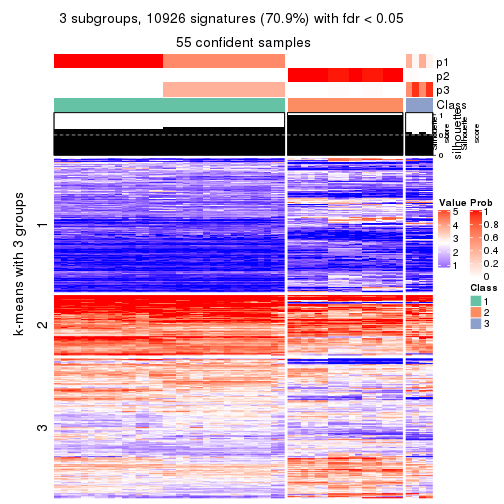 3 subgroups, 10926 signatures (70.9%) with fdr < 0.05
55 confident samples
p1
p2
p3
Class
1
0.5
0
silhouette
score
Silhouette
score
k-means with 3 groups
1
2
3
Value
5
4
3
2
1
Prob
1
0.8
0.6
0.4
0.2
0
Class
1
2
3